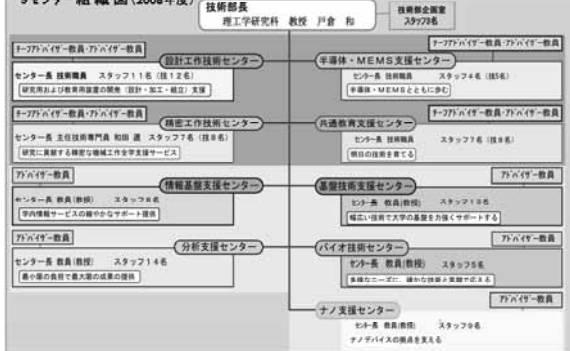 センター組織図(2008年度)
技術部長
理工学研究科 教授 戸倉 和
技術部企画室
スタッフ3名
チーフアドバイザー教員・アドバイザー教員
設計工作技術センター
センター長 技術職員 スタッフ11名(技12名)
研究用および教育用装置の開発(設計・加工・組立)支援
チーフアドバイザー教員・アドバイザー教員
半導体・MEMS支援センター
センター長 技術職員 スタッフ4名(技5名)
半導体・MEMSとともに歩む
チーフアドバイザー教員・アドバイザー教員
精密工作技術センター
センター長 主任技術専門員 和田 選 スタッフ7名(技8名)
研究に貢献する精密な機械工作全学支援サービス
チーフアドバイザー教員・アドバイザー教員
共通教育支援センター
センター長 技術職員 スタッフ7名(技8名)
明日の技術を育てる
アドバイザー教員
情報基盤支援センター
センター長 教員(教授) スタッフ8名
学内情報サービスの細やかなサポート提供
アドバイザー教員
基盤技術支援センター
センター長 教員(教授) スタッフ13名
幅広い技術で大学の基盤を力強くサポートする
アドバイザー教員
分析支援センター
センター長 教員(教授) スタッフ14名
最小限の負担で最大限の成果の提供
アドバイザー教員
バイオ技術センター
センター長 教員(教授) スタッフ5名
多様なニーズに、確かな技術と笑顔で応える
アドバイザー教員
ナノ支援センター
センター長 教員(教授) スタッフ9名
ナノデバイスの拠点を支える